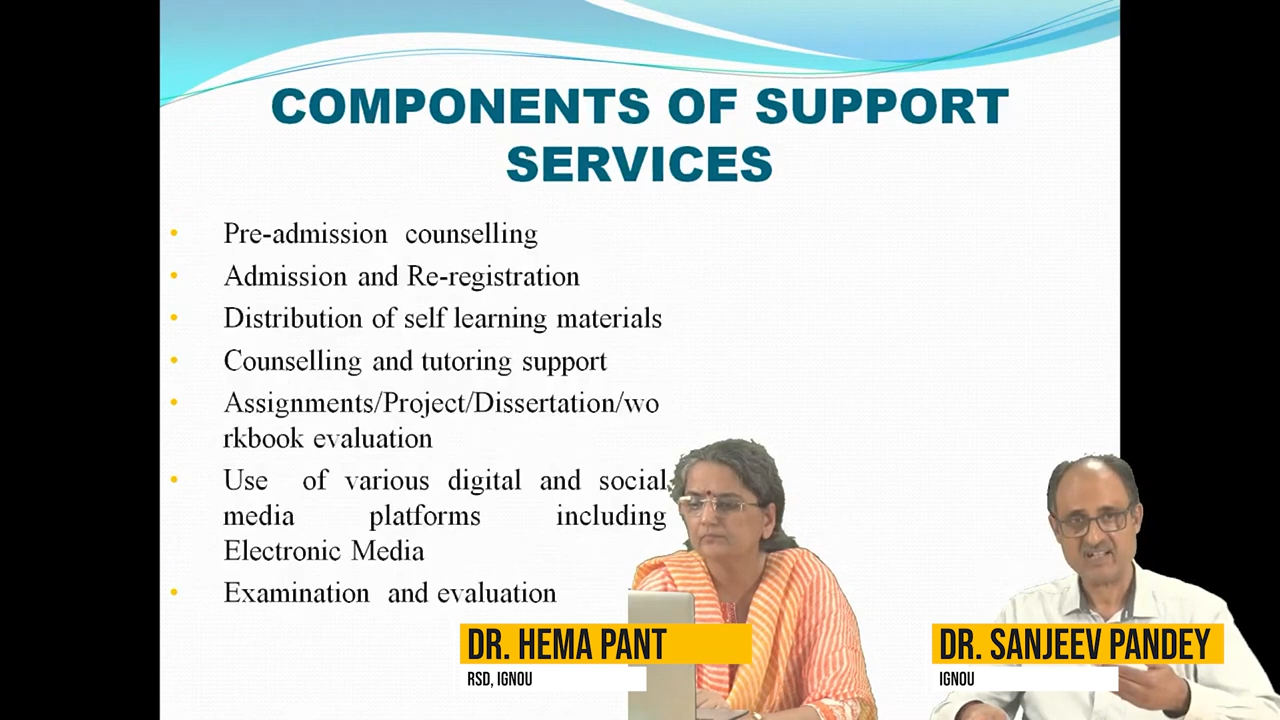 COMPONENTS OF SUPPORT
SERVICES
• Pre-admission counselling
• Admission and Re-registration
• Distribution of self learning materials
• Counselling and tutoring support
• Assignments/Project/Dissertation/wo
rkbook evaluation
• Use of various digital and social
media platforms including
Electronic Media
• Examination and evaluation
DR. HEMA PANT
RSD, IGNOU
DR. SANJEEV PANDEY
IGNOU